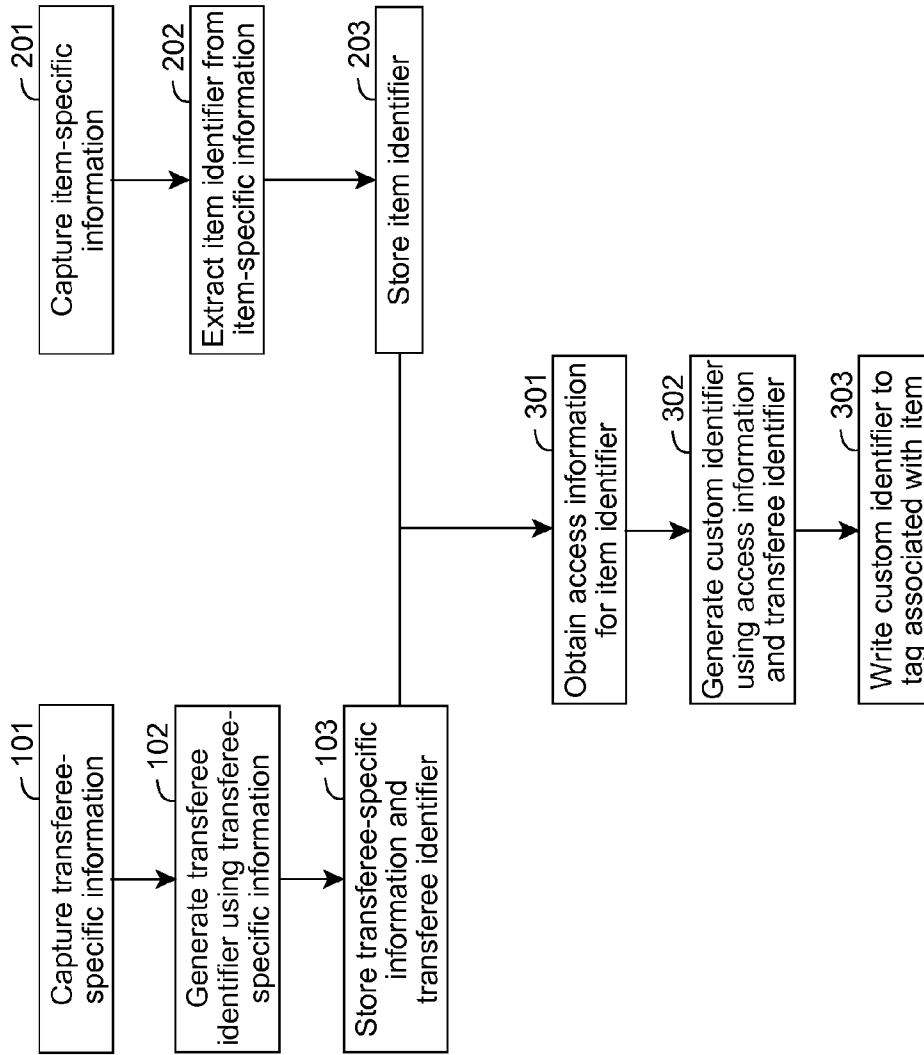 101
Capture transferee-
specific information
102
Generate transferee
identifier using transferee-
specific information
103
Store transferee-specific
information and
transferee identifier
201
Capture item-specific
information
202
Extract item identifier from
item-specific information
203
Store item identifier
301
Obtain access information
for item identifier
302
Generate custom identifier
using access information
and transferee identifier
303
Write custom identifier to
tag associated with item